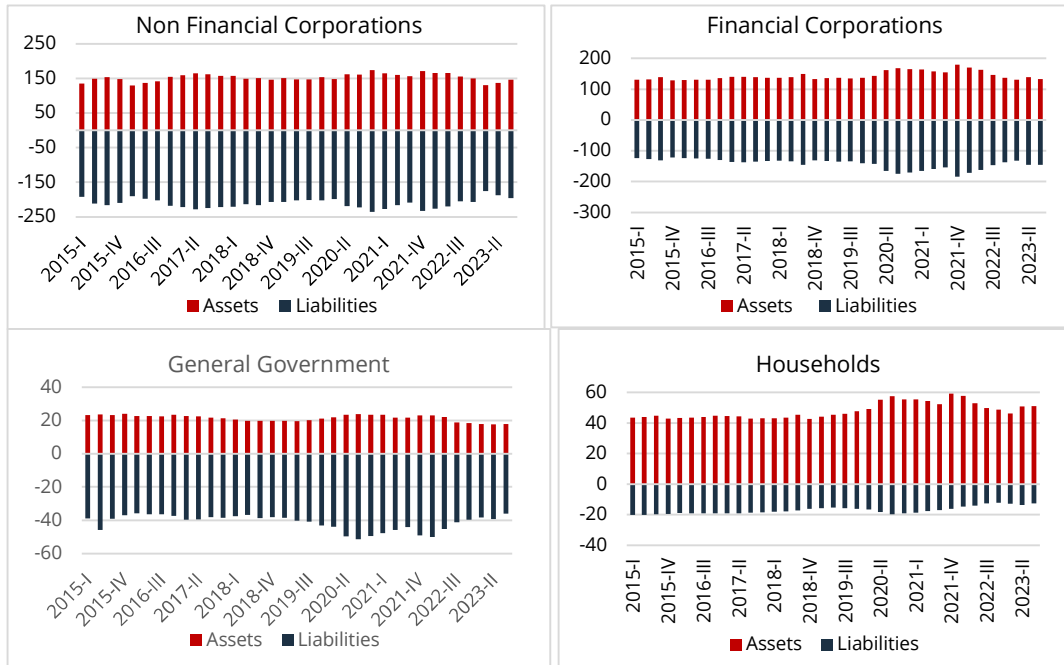 Non Financial Corporations
250
150
50
-50
-150
-250
2015-I
2015-IV
2016-III
2017-II
2018-I
2018-IV
2019-III
2020-II
2021-I
2021-IV
2022-III
2023-II
Assets Liabilities
Financial Corporations
200
100
0
-100
-200
-300
2015-I
2015-IV
2016-III
2017-II
2018-I
2018-IV
2019-III
2020-II
2021-I
2021-IV
2022-III
2023-II
Assets Liabilities
General Government
40
20
0
-20
-40
-60
2015-I
2015-IV
2016-III
2017-II
2018-I
2018-IV
2019-III
2020-II
2021-I
2021-IV
2022-III
2023-II
Assets Liabilities
Households
60
40
20
0
-20
-40
2015-I
2015-IV
2016-III
2017-II
2018-I
2018-IV
2019-III
2020-II
2021-I
2021-IV
2022-III
2023-II
Assets Liabilities